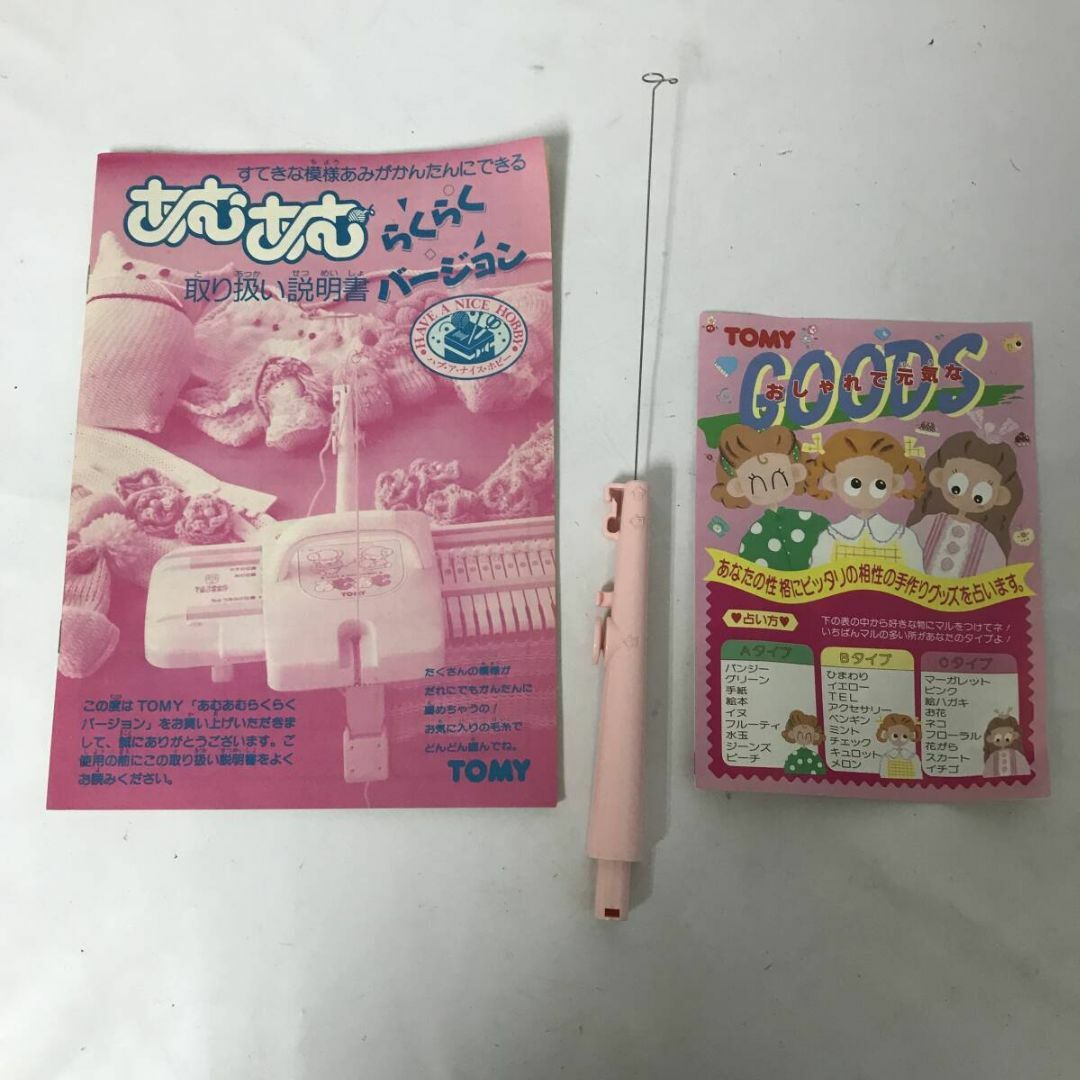 すてきな模様あみがかんたんにできる
あむあむ
らくらく
バージョン
取り扱い説明書
HAVE A NICE HOBBY
ハブ・ア・ナイス・ホビー
TOMY
たくさんの模様が
だれにでもかんたんに
編めちゃうの!
お気に入りの毛糸で
どんどん編んでね。
この度はTOMY「あむあむらくらく
バージョン」をお買い上げいただきま
して、誠にありがとうございます。ご
使用の前にこの取り扱い説明書をよく
お読みください。
TOMY
TOMY
GOODS
おしゃれで元気な
あなたの性格にピッタリの相性の手作りグッズを占います。
♥占い方♥
下の表の中から好きな物にマルをつけてネ!
いちばんマルの多い所があなたのタイプよ!
Aタイプ
パンジー
グリーン
手紙
絵本
イヌ
フルーティ
水玉
ジーンズ
ピーチ
Bタイプ
ひまわり
イエロー
TEL
アクセサリー
ペンギン
ミント
チェック
キュロット
メロン
Cタイプ
マーガレット
ピンク
絵ハガキ
お花
ネコ
フローラル
花がら
スカート
イチゴ